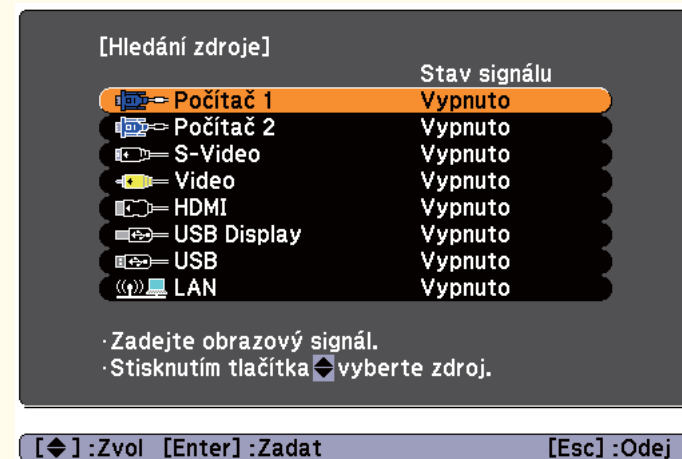 [Hledání zdroje]
Stav signálu
Počítač 1 Vypnuto
Počítač 2 Vypnuto
S-Video Vypnuto
Video Vypnuto
HDMI Vypnuto
USB Display Vypnuto
USB Vypnuto
LAN Vypnuto
·Zadejte obrazový signál.
·Stisknutím tlačítka vyberte zdroj.
[◆] :Zvol [Enter] :Zadat [Esc] :Odej